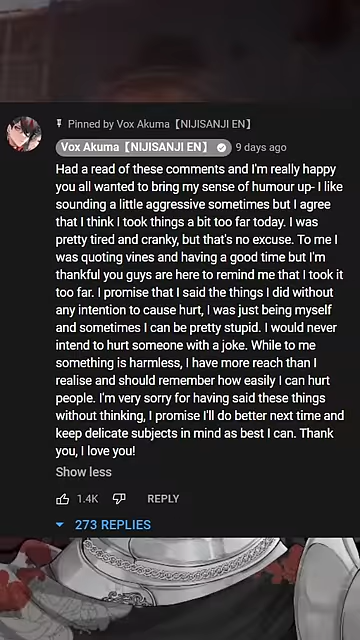 Pinned by Vox Akuma【NIJISANJI EN】
Vox Akuma【NIJISANJI EN】 9 days ago
Had a read of these comments and I'm really happy
you all wanted to bring my sense of humour up- I like
sounding a little aggressive sometimes but I agree
that I think I took things a bit too far today. I was
pretty tired and cranky, but that's no excuse. To me I
was quoting vines and having a good time but I'm
thankful you guys are here to remind me that I took it
too far. I promise that I said the things I did without
any intention to cause hurt, I was just being myself
and sometimes I can be pretty stupid. I would never
intend to hurt someone with a joke. While to me
something is harmless, I have more reach than I
realise and should remember how easily I can hurt
people. I'm very sorry for having said these things
without thinking, I promise I'll do better next time and
keep delicate subjects in mind as best I can. Thank
you, I love you!
Show less
1.4K REPLY
273 REPLIES